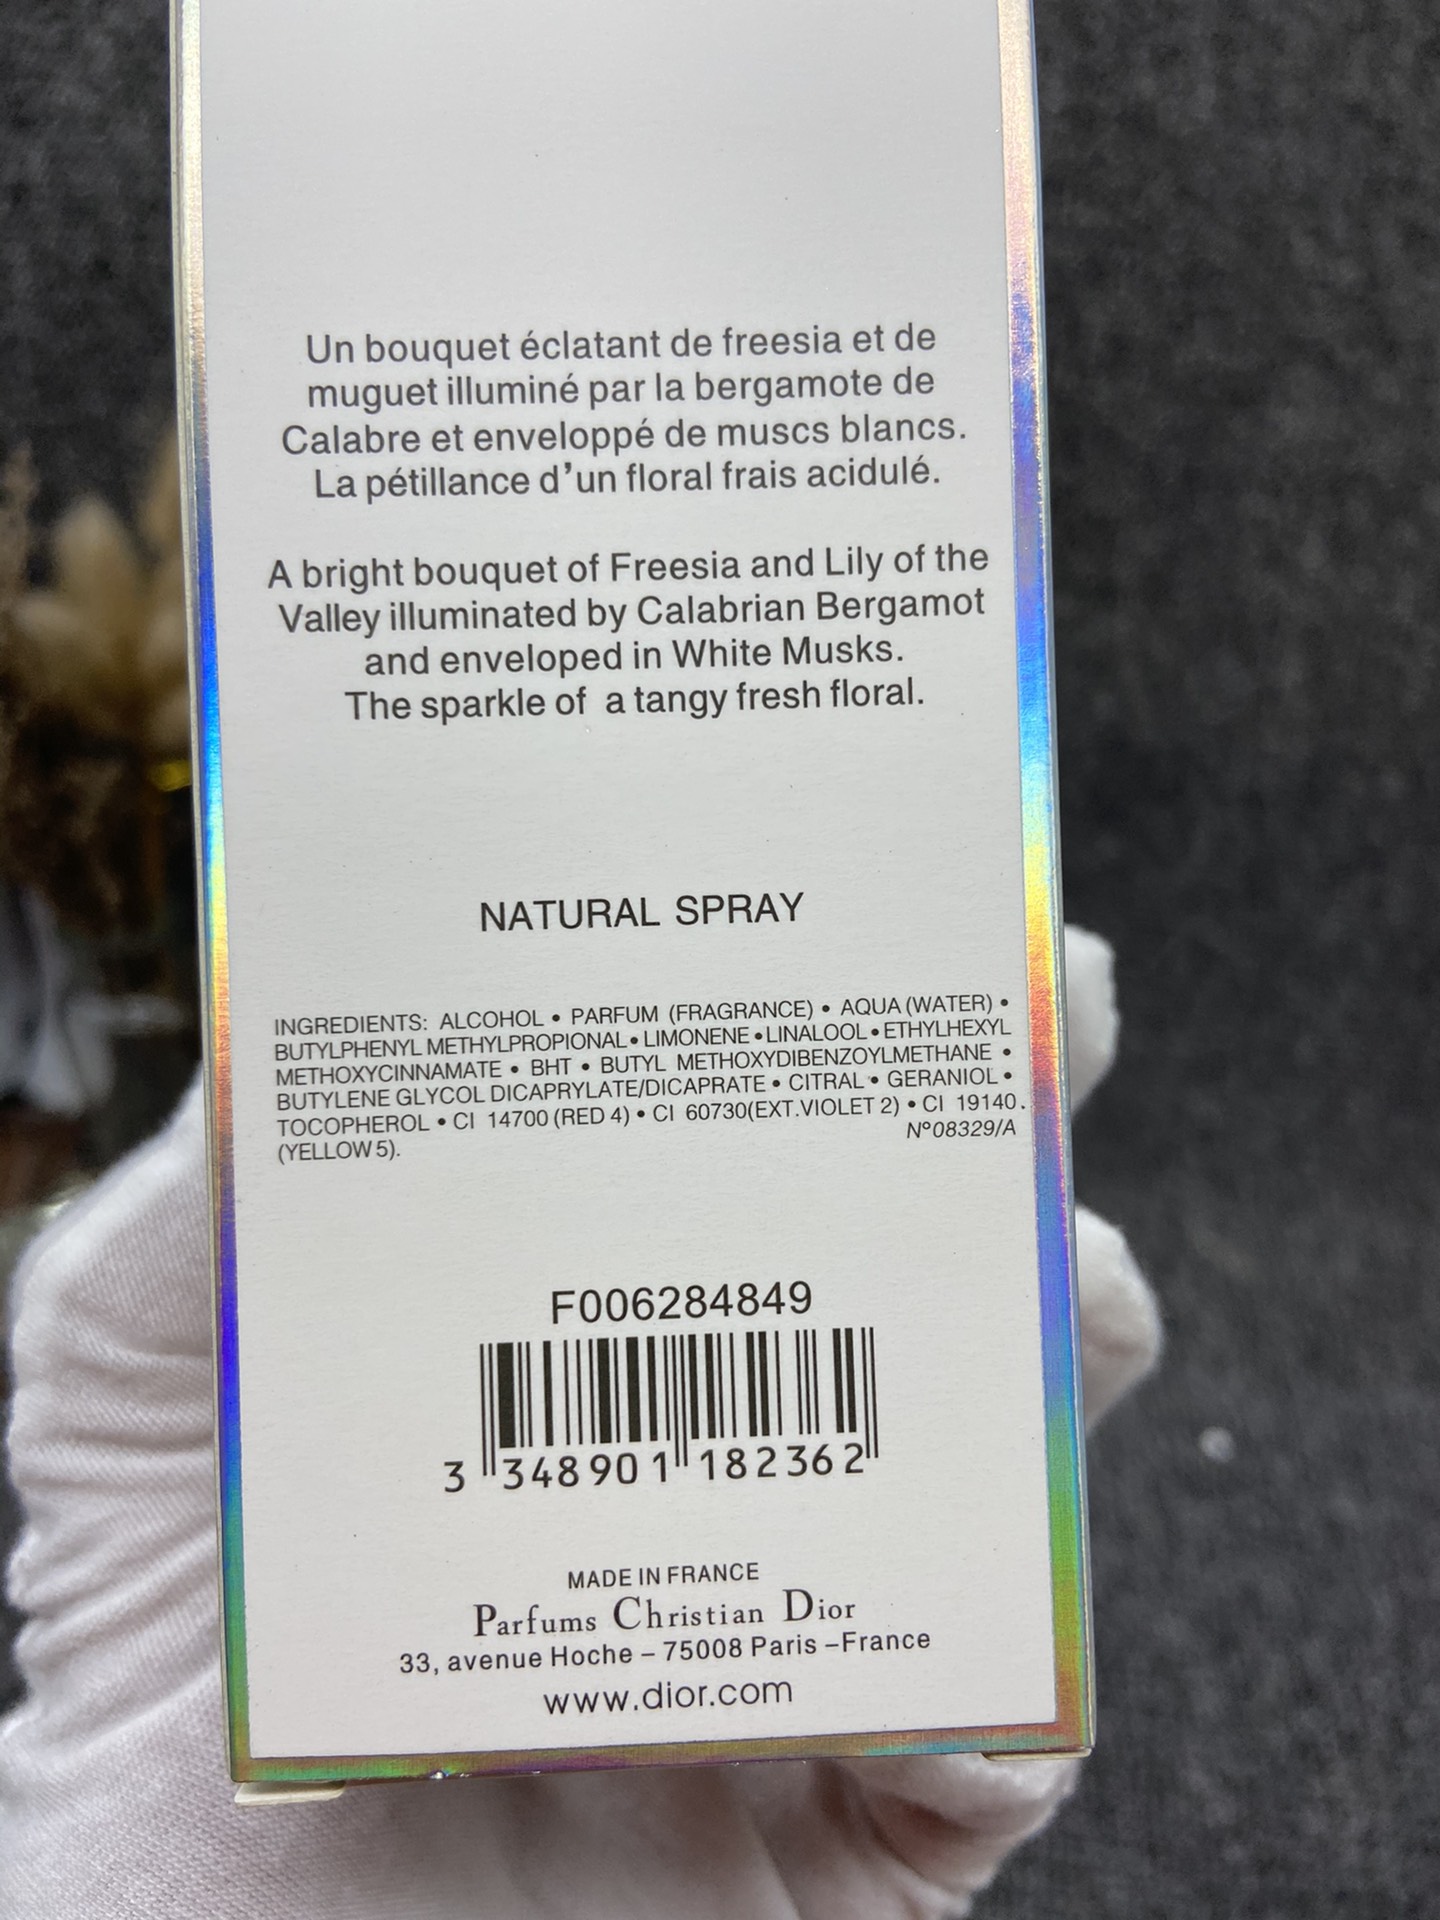 Un bouquet éclatant de freesia et de
muguet illuminé par la bergamote de
Calabre et enveloppé de muscs blancs.
La pétillance d'un floral frais acidulé.
A bright bouquet of Freesia and Lily of the
Valley illuminated by Calabrian Bergamot
and enveloped in White Musks.
The sparkle of a tangy fresh floral.
NATURAL SPRAY
INGREDIENTS: ALCOHOL • PARFUM (FRAGRANCE) • AQUA (WATER) •
BUTYLPHENYL METHYLPROPIONAL • LIMONENE • LINALOOL • ETHYLHEXYL
METHOXYCINNAMATE • BHT • BUTYL METHOXYDIBENZOYLMETHANE •
BUTYLENE GLYCOL DICAPRYLATE/DICAPRATE • CITRAL • GERANIOL •
TOCOPHEROL • CI 14700 (RED 4) • CI 60730(EXT.VIOLET 2) • CI 19140.
(YELLOW 5). N°08329/A
F006284849
3 348901 182362
MADE IN FRANCE
Parfums Christian Dior
33, avenue Hoche – 75008 Paris –France
www.dior.com